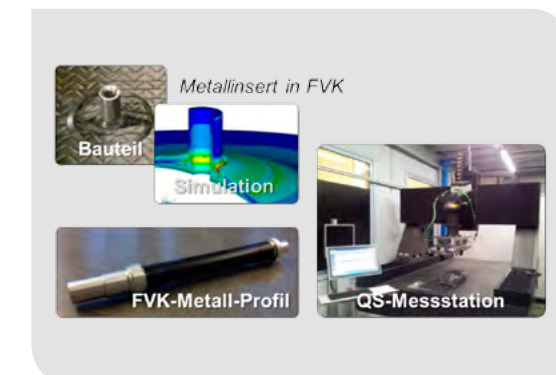 Metallinsert in FVK
Bauteil
Simulation
FVK-Metall-Profil
QS-Messstation